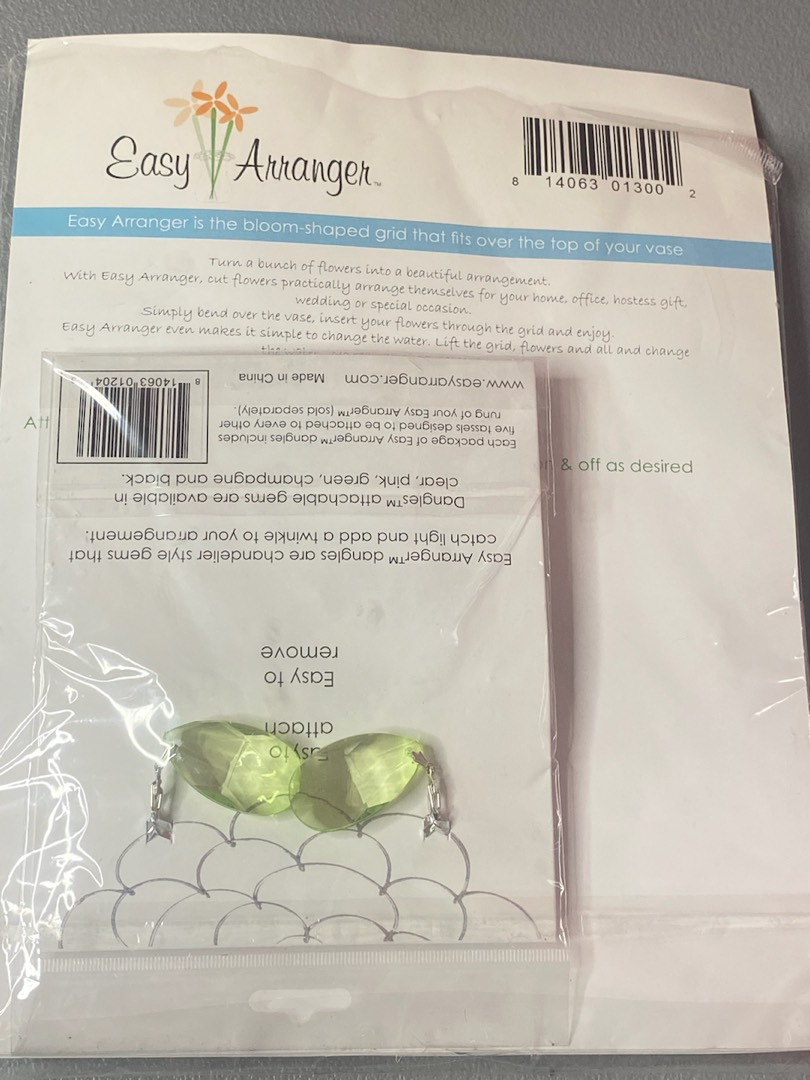 Easy Arranger™
8 14063 01300 2
Easy Arranger is the bloom-shaped grid that fits over the top of your vase
Turn a bunch of flowers into a beautiful arrangement.
With Easy Arranger, cut flowers practically arrange themselves for your home, office, hostess gift,
wedding or special occasion.
Simply bend over the vase, insert your flowers through the grid and enjoy.
Easy Arranger even makes it simple to change the water. Lift the grid, flowers and all and change
& off as desired
Easy to
attach
Easy to
remove
Easy Arranger™ dangles are chandelier style gems that
catch light and add a twinkle to your arrangement.
Dangles™ attachable gems are available in
clear, pink, green, champagne and black.
Each package of Easy Arranger™ dangles includes
five tassels designed to be attached to every other
rung of your Easy Arranger™ (sold separately).
www.easyarranger.com Made in China
8 14063 01204